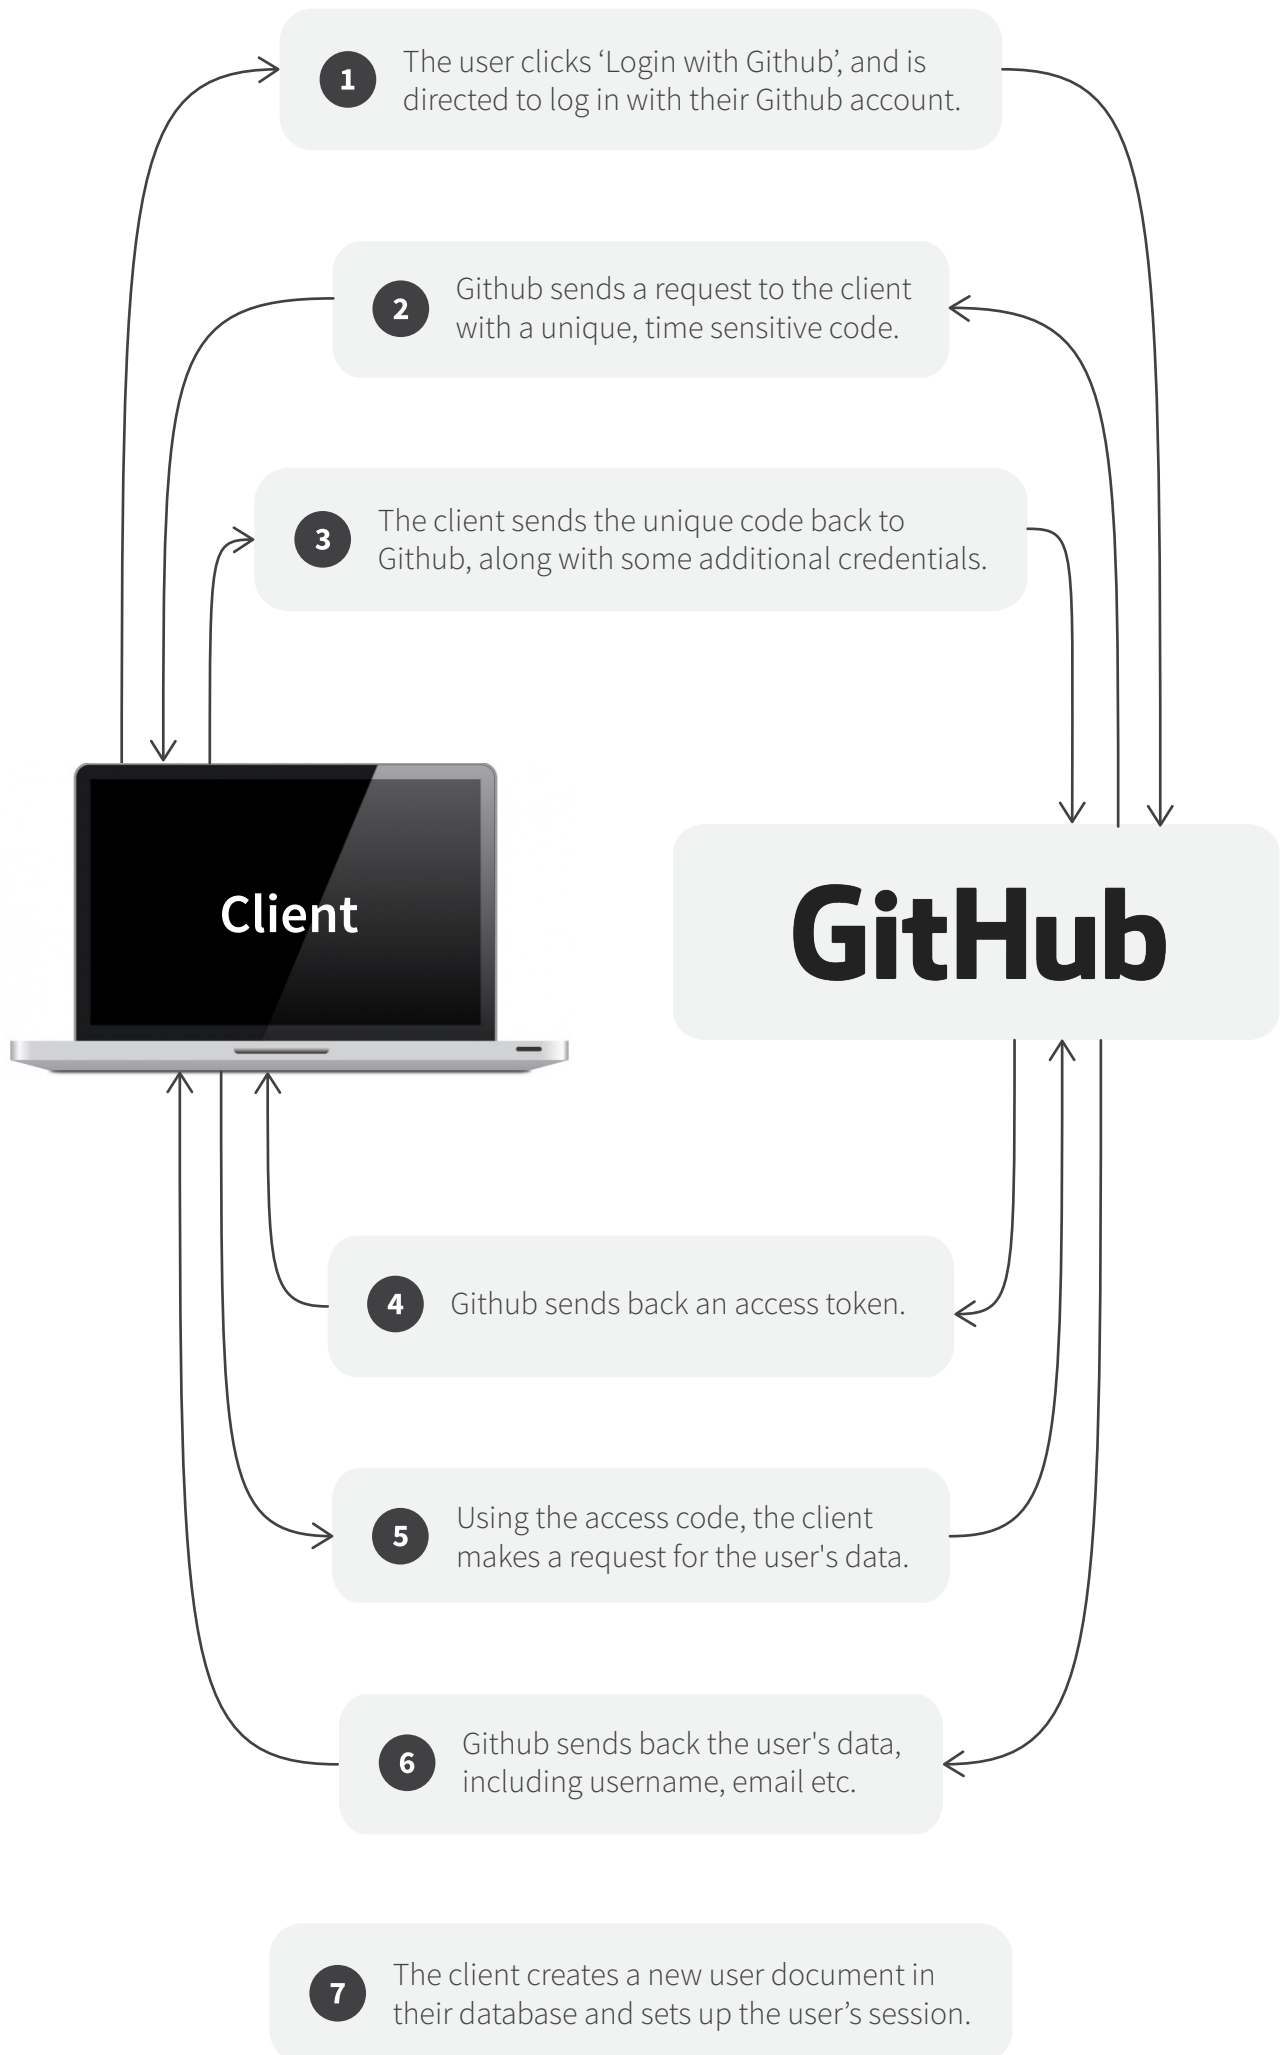 1
The user clicks ‘Login with Github’, and is
directed to log in with their Github account.
2
Github sends a request to the client
with a unique, time sensitive code.
3
The client sends the unique code back to
Github, along with some additional credentials.
Client
GitHub
4
Github sends back an access token.
5
Using the access code, the client
makes a request for the user's data.
6
Github sends back the user's data,
including username, email etc.
7
The client creates a new user document in
their database and sets up the user’s session.